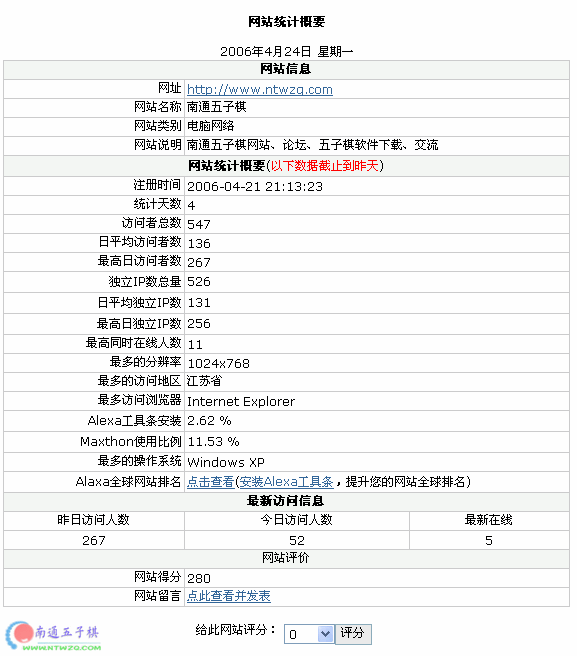 网站统计概要
2006年4月24日 星期一
网站信息
网址 http://www.ntwzq.com
网站名称 南通五子棋
网站类别 电脑网络
网站说明 南通五子棋网站、论坛、五子棋软件下载、交流
网站统计概要(以下数据截止到昨天)
注册时间 2006-04-21 21:13:23
统计天数 4
访问者总数 547
日平均访问者数 136
最高日访问者数 267
独立IP数总量 526
日平均独立IP数 131
最高日独立IP数 256
最高同时在线人数 11
最多的分辨率 1024x768
最多的访问地区 江苏省
最多访问浏览器 Internet Explorer
Alexa工具条安装 2.62 %
Maxthon使用比例 11.53 %
最多的操作系统 Windows XP
Alaxa全球网站排名 点击查看(安装Alexa工具条，提升您的网站全球排名)
最新访问信息
昨日访问人数 今日访问人数 最新在线
267 52 5
网站评价
网站得分 280
网站留言 点此查看并发表
给此网站评分： 0 评分
南通五子棋
WWW.NTWZQ.COM